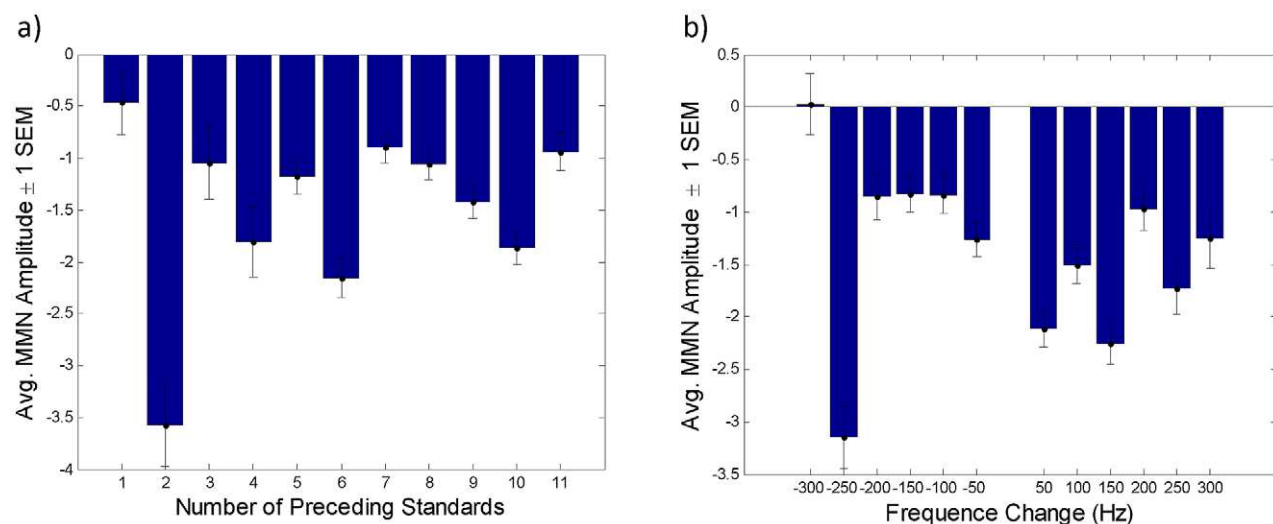 a)
Avg. MMN Amplitude ± 1 SEM
0
-0.5
-1
-1.5
-2
-2.5
-3
-3.5
-4
1 2 3 4 5 6 7 8 9 10 11
Number of Preceding Standards
b)
Avg. MMN Amplitude ± 1 SEM
0.5
0
-0.5
-1
-1.5
-2
-2.5
-3
-3.5
-300 -250 -200 -150 -100 -50 50 100 150 200 250 300
Frequence Change (Hz)